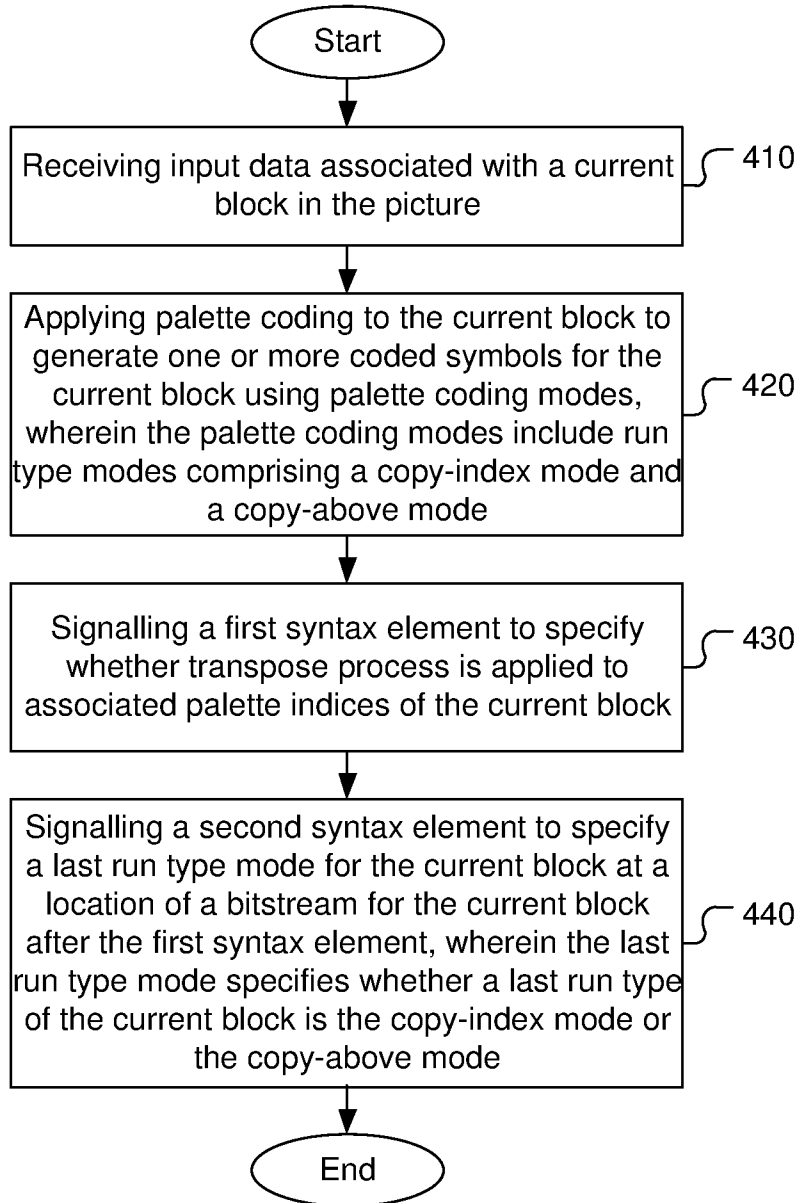 Start
Receiving input data associated with a current
block in the picture
410
Applying palette coding to the current block to
generate one or more coded symbols for the
current block using palette coding modes,
wherein the palette coding modes include run
type modes comprising a copy-index mode and
a copy-above mode
420
Signalling a first syntax element to specify
whether transpose process is applied to
associated palette indices of the current block
430
Signalling a second syntax element to specify
a last run type mode for the current block at a
location of a bitstream for the current block
after the first syntax element, wherein the last
run type mode specifies whether a last run type
of the current block is the copy-index mode or
the copy-above mode
440
End